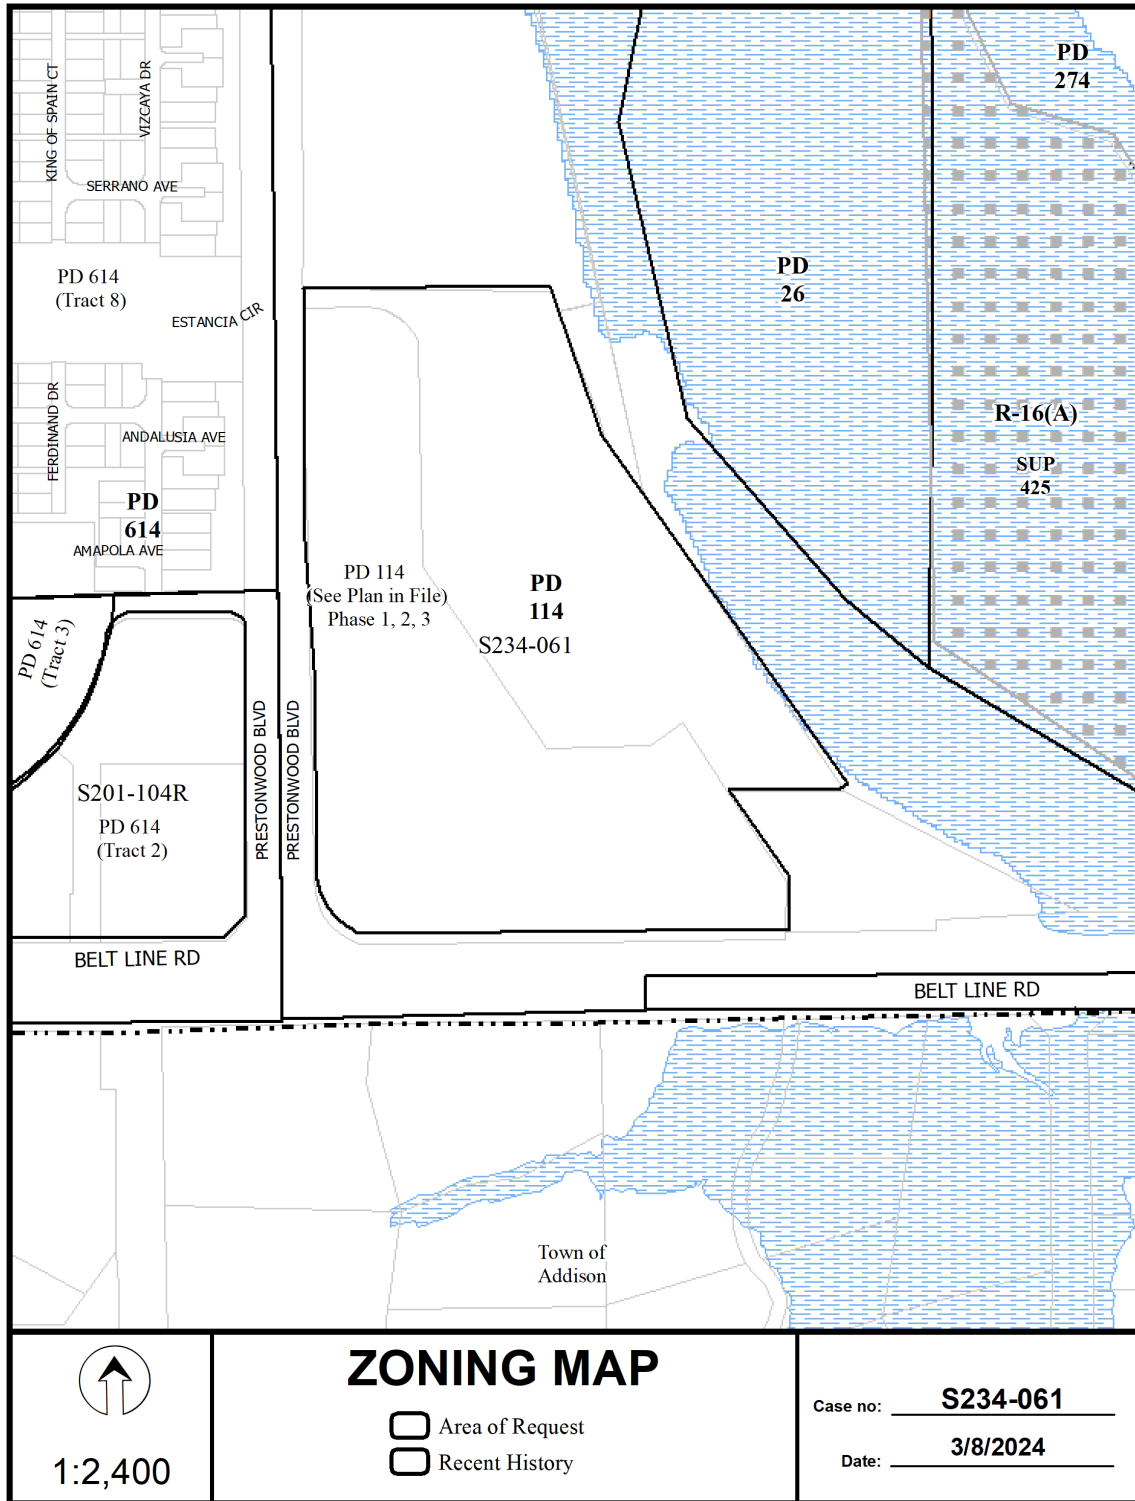 KING OF SPAIN CT
VIZCAYA DR
SERRANO AVE
PD 614
(Tract 8)
ESTANCIA CIR
FERDINAND DR
ANDALUSIA AVE
PD
614
AMAPOLA AVE
PD 614
(Tract 3)
S201-104R
PD 614
(Tract 2)
PRESTONWOOD BLVD
PRESTONWOOD BLVD
BELT LINE RD
PD 114
(See Plan in File)
Phase 1, 2, 3
PD
114
S234-061
PD
26
PD
274
R-16(A)
SUP
425
BELT LINE RD
Town of
Addison
1:2,400
ZONING MAP
Area of Request
Recent History
Case no: S234-061
Date: 3/8/2024